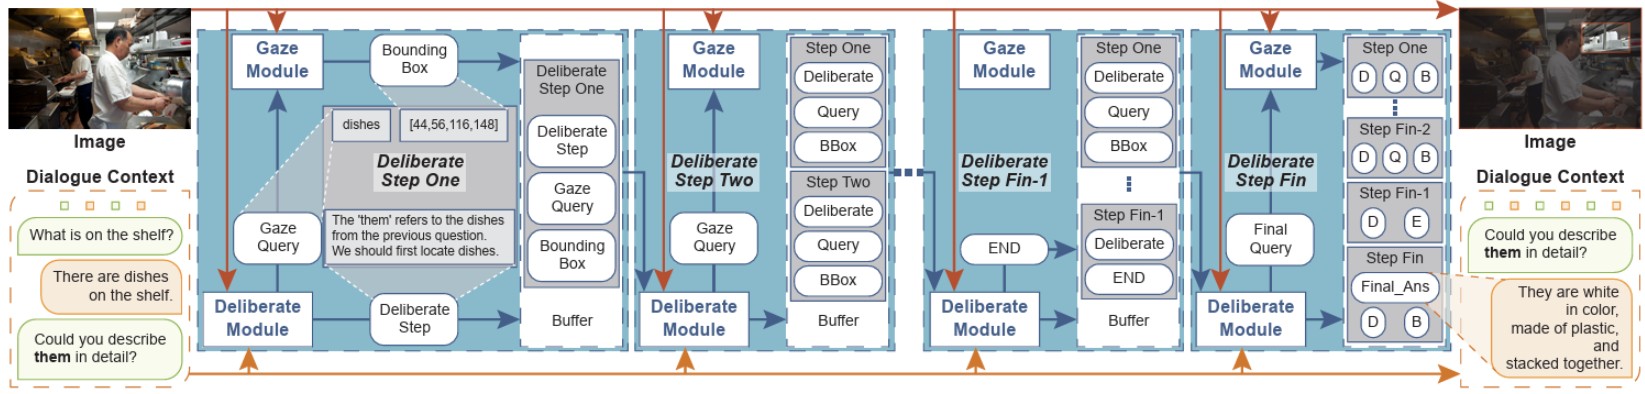 Image
Dialogue Context
What is on the shelf?
There are dishes
on the shelf.
Could you describe
them in detail?
Gaze
Module
Bounding
Box
dishes
[44,56,116,148]
Deliberate
Step One
Gaze
Query
The 'them' refers to the dishes
from the previous question.
We should first locate dishes.
Deliberate
Module
Deliberate
Step
Deliberate
Step One
Deliberate
Step
Gaze
Query
Bounding
Box
Buffer
Gaze
Module
Deliberate
Step Two
Gaze
Query
Deliberate
Module
Step One
Deliberate
Query
BBox
Step Two
Deliberate
Query
BBox
Buffer
Gaze
Module
Deliberate
Step Fin-1
END
Deliberate
Module
Step One
Deliberate
Query
BBox
Step Fin-1
Deliberate
END
Buffer
Gaze
Module
Deliberate
Step Fin
Final
Query
Deliberate
Module
Step One
D Q B
Step Fin-2
D Q B
Step Fin-1
D E
Step Fin
Final_Ans
D B
Image
Dialogue Context
Could you describe
them in detail?
They are white
in color,
made of plastic,
and
stacked together.